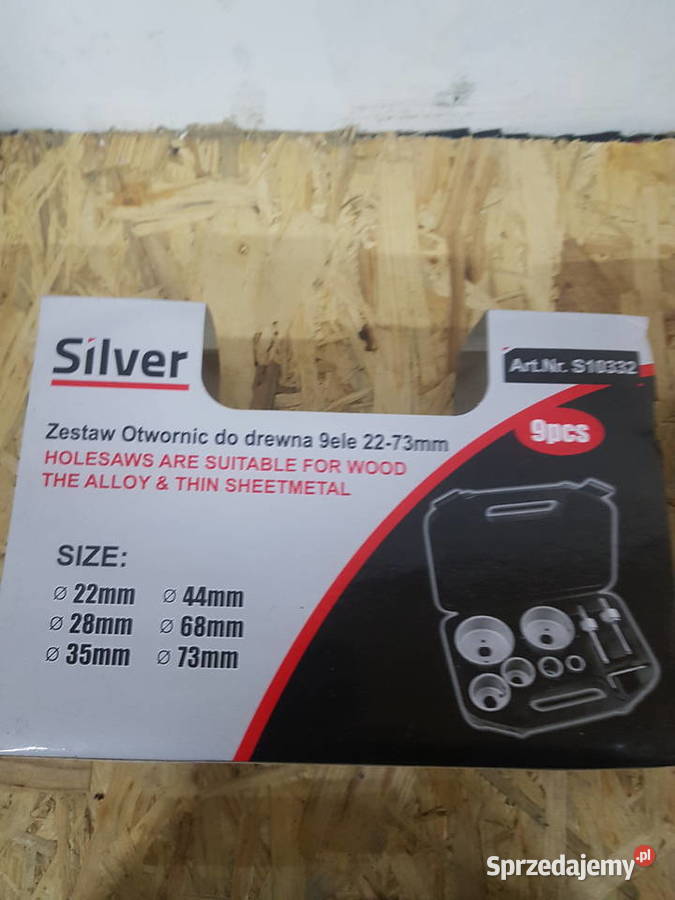 Silver
Art.Nr. S10332
9pcs
Zestaw Otwornic do drewna 9ele 22-73mm
HOLESAWS ARE SUITABLE FOR WOOD
THE ALLOY & THIN SHEETMETAL
SIZE:
⌀ 22mm ⌀ 44mm
⌀ 28mm ⌀ 68mm
⌀ 35mm ⌀ 73mm
Sprzedajemy.pl